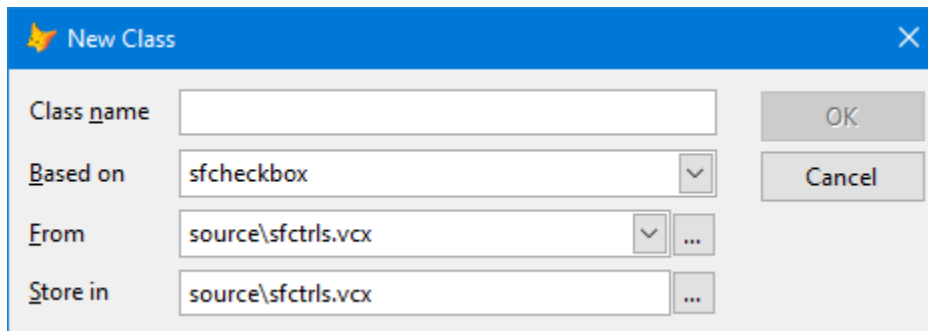 New Class
Class name
OK
Based on sfcheckbox
Cancel
From source\sfctrls.vcx ...
Store in source\sfctrls.vcx ...